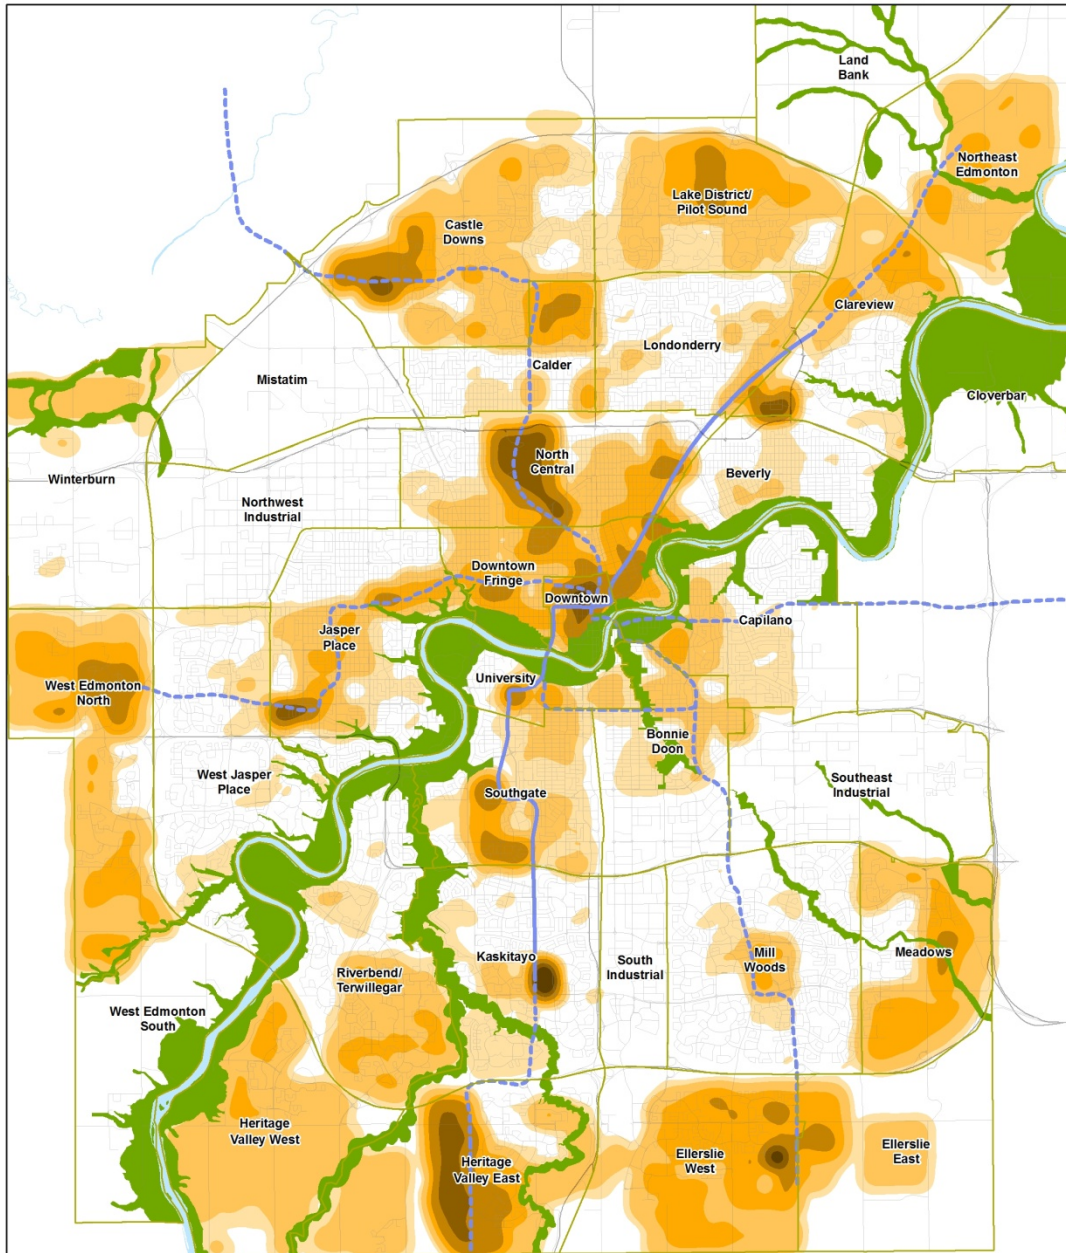 Land
Bank
Northeast
Edmonton
Lake District/
Pilot Sound
Castle
Downs
Clareview
Londonderry
Calder
Mistatim
Cloverbar
North
Central
Beverly
Winterburn
Northwest
Industrial
Downtown
Fringe
Downtown
Capilano
Jasper
Place
University
West Edmonton
North
Bonnie
Doon
West Jasper
Place
Southeast
Industrial
Southgate
Kaskitayo
South
Industrial
Mill
Woods
Meadows
Riverbend/
Terwillegar
West Edmonton
South
Heritage
Valley West
Heritage
Valley East
Ellerslie
West
Ellerslie
East